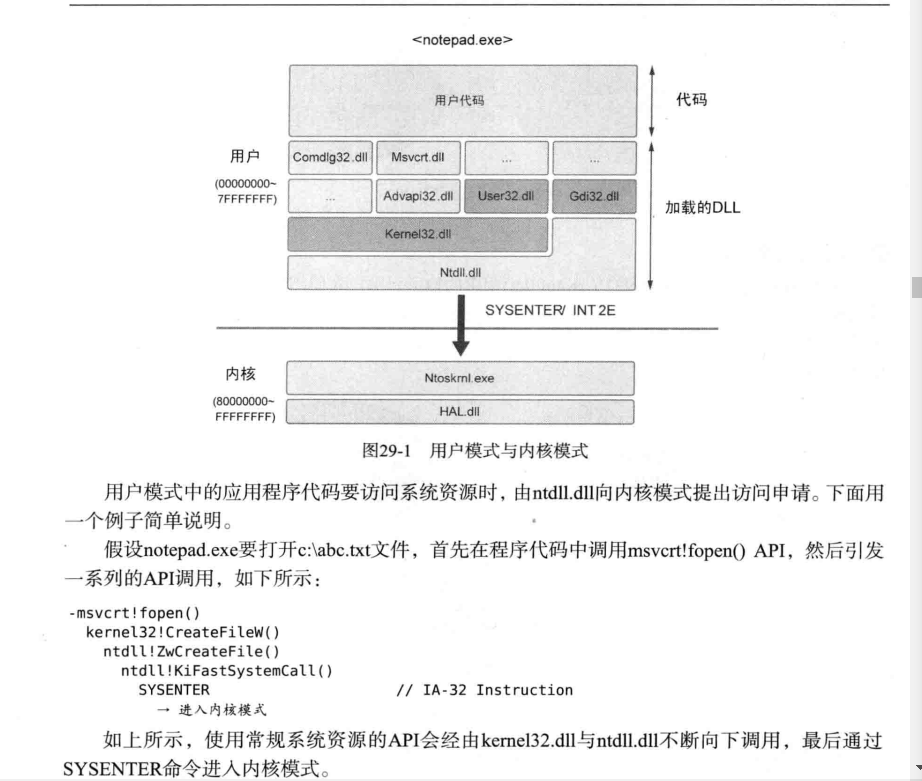 <notepad.exe>
用户代码
代码
用户
(00000000~
7FFFFFFF)
Comdlg32.dll Msvcrt.dll ... ...
... Advapi32.dll User32.dll Gdi32.dll
加载的DLL
Kernel32.dll
Ntdll.dll
SYSENTER/ INT 2E
内核
(80000000~
FFFFFFFF)
Ntoskrnl.exe
HAL.dll
图29-1 用户模式与内核模式
用户模式中的应用程序代码要访问系统资源时，由ntdll.dll向内核模式提出访问申请。下面用
一个例子简单说明。
假设notepad.exe要打开c:\abc.txt文件，首先在程序代码中调用msvcrt!fopen() API，然后引发
一系列的API调用，如下所示：
-msvcrt!fopen()
kernel32!CreateFileW()
ntdll!ZwCreateFile()
ntdll!KiFastSystemCall()
SYSENTER // IA-32 Instruction
→ 进入内核模式
如上所示，使用常规系统资源的API会经由kernel32.dll与ntdll.dll不断向下调用，最后通过
SYSENTER命令进入内核模式。